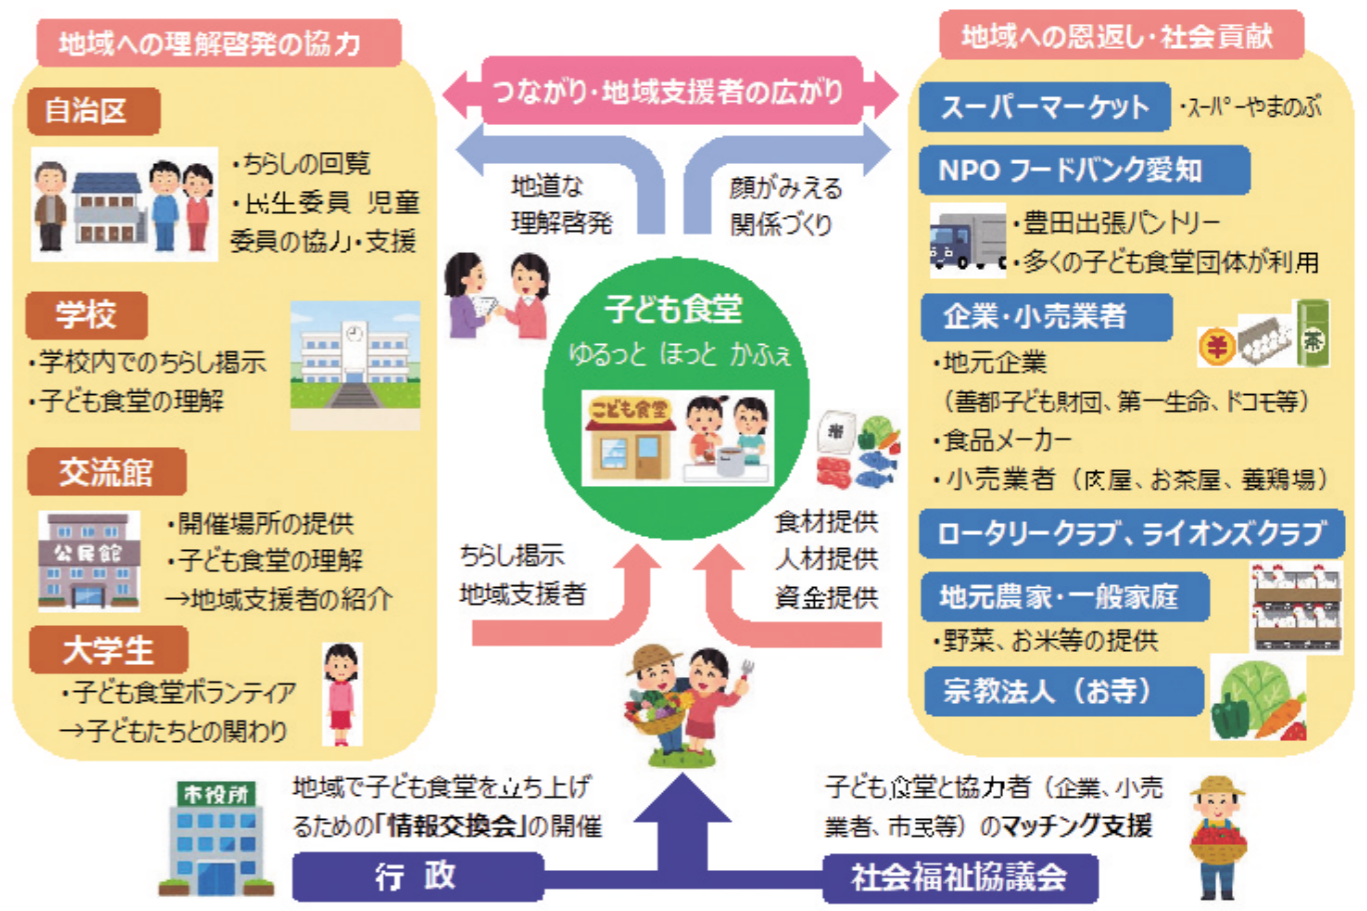 地域への理解啓発の協力
自治区
・ちらしの回覧
・民生委員 児童
委員の協力・支援
学校
・学校内でのちらし掲示
・子ども食堂の理解
交流館
公民館
・開催場所の提供
・子ども食堂の理解
→地域支援者の紹介
大学生
・子ども食堂ボランティア
→子どもたちとの関わり
つながり・地域支援者の広がり
地道な
理解啓発
顔がみえる
関係づくり
子ども食堂
ゆるっと ほっと かふぇ
こども食堂
米
ちらし掲示
地域支援者
食材提供
人材提供
資金提供
地域への恩返し・社会貢献
スーパーマーケット
・スーパーやまのぶ
NPO フードバンク愛知
・豊田出張パントリー
・多くの子ども食堂団体が利用
企業・小売業者
茶
・地元企業
（善都子ども財団、第一生命、ドコモ等）
・食品メーカー
・小売業者（肉屋、お茶屋、養鶏場）
ロータリークラブ、ライオンズクラブ
地元農家・一般家庭
・野菜、お米等の提供
宗教法人（お寺）
市役所
地域で子ども食堂を立ち上げ
るための「情報交換会」の開催
行 政
子ども食堂と協力者（企業、小売
業者、市民等）のマッチング支援
社会福祉協議会